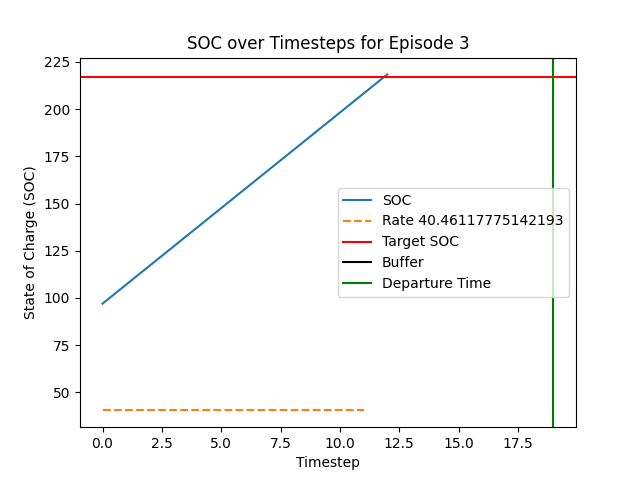 SOC over Timesteps for Episode 3
State of Charge (SOC)
225
200
175
150
125
100
75
50
SOC
Rate 40.46117775142193
Target SOC
Buffer
Departure Time
0.0 2.5 5.0 7.5 10.0 12.5 15.0 17.5
Timestep